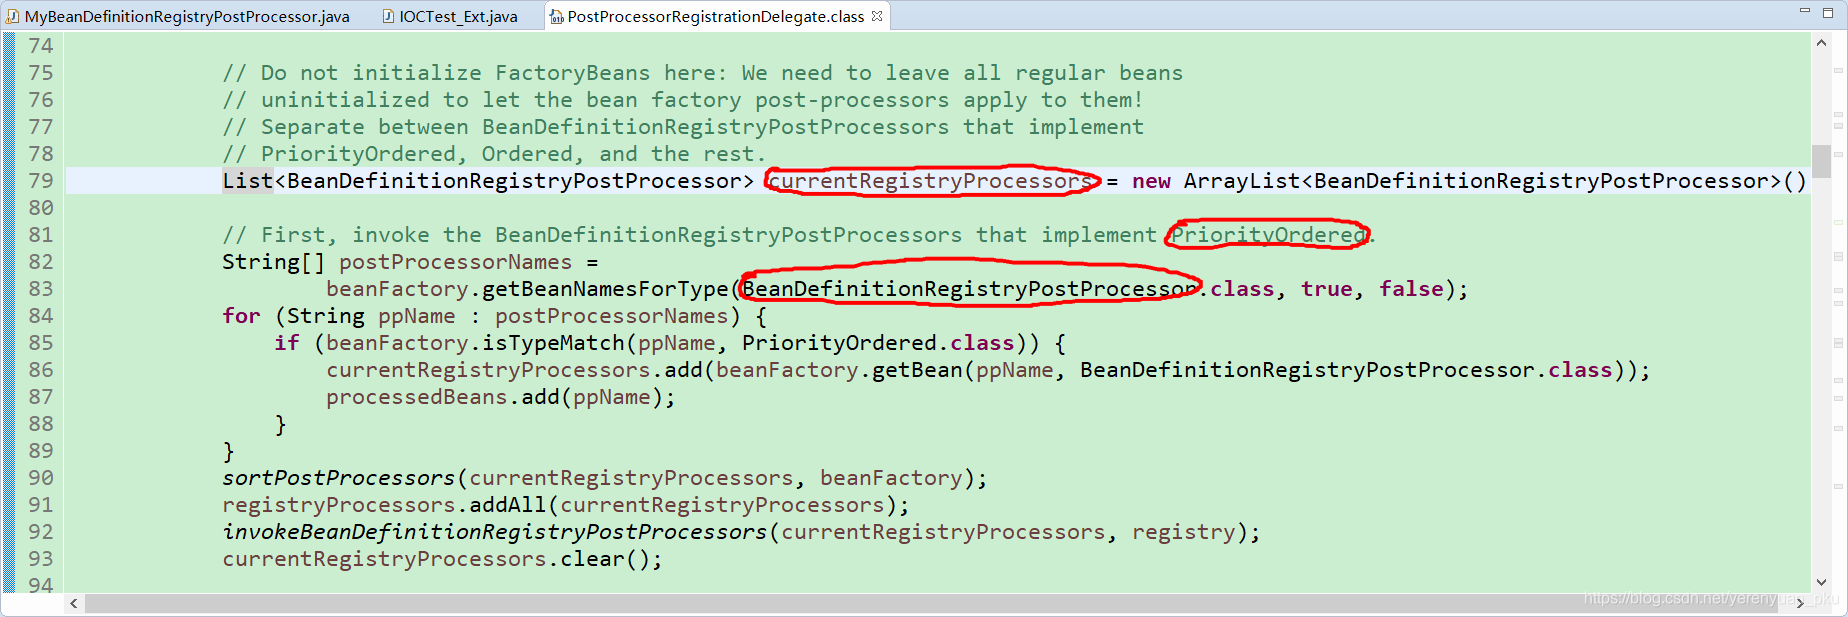 MyBeanDefinitionRegistryPostProcessor.java IOCTest_Ext.java PostProcessorRegistrationDelegate.class
74
75 // Do not initialize FactoryBeans here: We need to leave all regular beans
76 // uninitialized to let the bean factory post-processors apply to them!
77 // Separate between BeanDefinitionRegistryPostProcessors that implement
78 // PriorityOrdered, Ordered, and the rest.
79 List<BeanDefinitionRegistryPostProcessor> currentRegistryProcessors = new ArrayList<BeanDefinitionRegistryPostProcessor>()
80
81 // First, invoke the BeanDefinitionRegistryPostProcessors that implement PriorityOrdered.
82 String[] postProcessorNames =
83 beanFactory.getBeanNamesForType(BeanDefinitionRegistryPostProcessor.class, true, false);
84 for (String ppName : postProcessorNames) {
85 if (beanFactory.isTypeMatch(ppName, PriorityOrdered.class)) {
86 currentRegistryProcessors.add(beanFactory.getBean(ppName, BeanDefinitionRegistryPostProcessor.class));
87 processedBeans.add(ppName);
88 }
89 }
90 sortPostProcessors(currentRegistryProcessors, beanFactory);
91 registryProcessors.addAll(currentRegistryProcessors);
92 invokeBeanDefinitionRegistryPostProcessors(currentRegistryProcessors, registry);
93 currentRegistryProcessors.clear();
94
https://blog.csdn.net/yerenyuan_pku